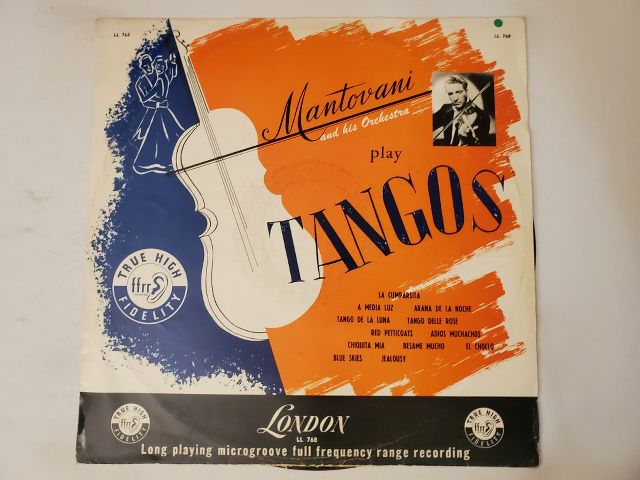 LL 768
LL 768
Mantovani
and his Orchestra
play
TANGOS
TRUE HIGH
ffrr
FIDELITY
LA CUMPARSITA
A MEDIA LUZ ARANA DE LA NOCHE
TANGO DE LA LUNA TANGO DELLE ROSE
RED PETTICOATS ADIOS MUCHACHOS
CHIQUITA MIA BESAME MUCHO EL CHOCLO
BLUE SKIES JEALOUSY
TRUE HIGH
ffrr
FIDELITY
LONDON
LL 768
Long playing microgroove full frequency range recording
TRUE HIGH
ffrr
FIDELITY